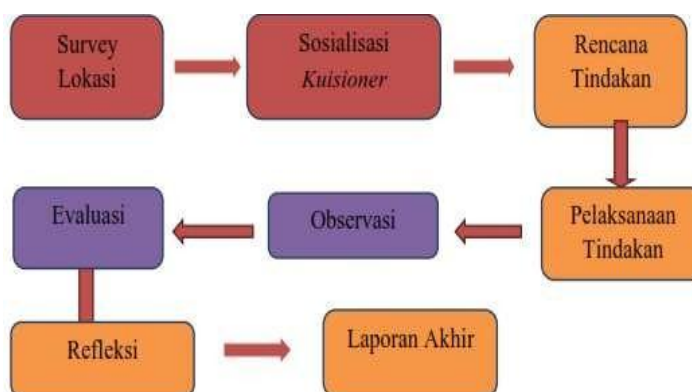 Survey
Lokasi
Sosialisasi
Kuisioner
Rencana
Tindakan
Pelaksanaan
Tindakan
Observasi
Evaluasi
Refleksi
Laporan Akhir